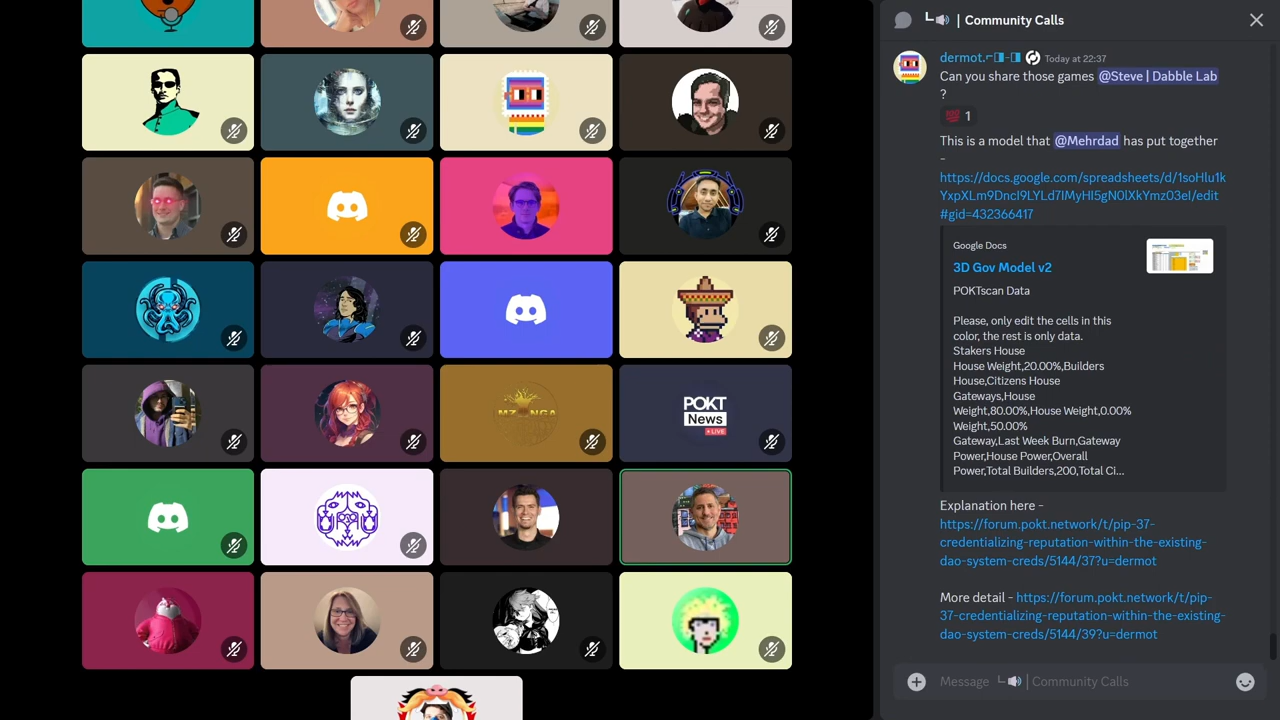 ┗🔊 | Community Calls
dermot.⌐◨-◨ Today at 22:37
Can you share those games @Steve | Dabble Lab
?
💯 1
This is a model that @Mehrdad has put together
-
https://docs.google.com/spreadsheets/d/1soHlu1k
YxpXLm9Dncl9LYLd7IMyHI5gN0lXkYmz03eI/edit
#gid=432366417
Google Docs
3D Gov Model v2
POKTscan Data
Please, only edit the cells in this
color, the rest is only data.
Stakers House
House Weight,20.00%,Builders
House,Citizens House
Gateways,House
Weight,80.00%,House Weight,0.00%
Weight,50.00%
Gateway,Last Week Burn,Gateway
Power,House Power,Overall
Power,Total Builders,200,Total Ci...
MZONGA
POKT
News
LIVE
Explanation here -
https://forum.pokt.network/t/pip-37-
credentializing-reputation-within-the-existing-
dao-system-creds/5144/37?u=dermot
More detail - https://forum.pokt.network/t/pip-
37-credentializing-reputation-within-the-existing-
dao-system-creds/5144/39?u=dermot
Message ┗🔊 | Community Calls